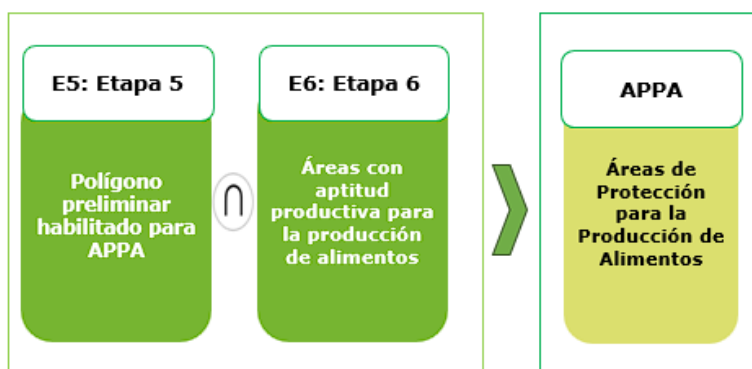 E5: Etapa 5
Polígono
preliminar
habilitado para
APPA
∩
E6: Etapa 6
Áreas con
aptitud
productiva para
la producción
de alimentos
APPA
Áreas de
Protección
para la
Producción de
Alimentos